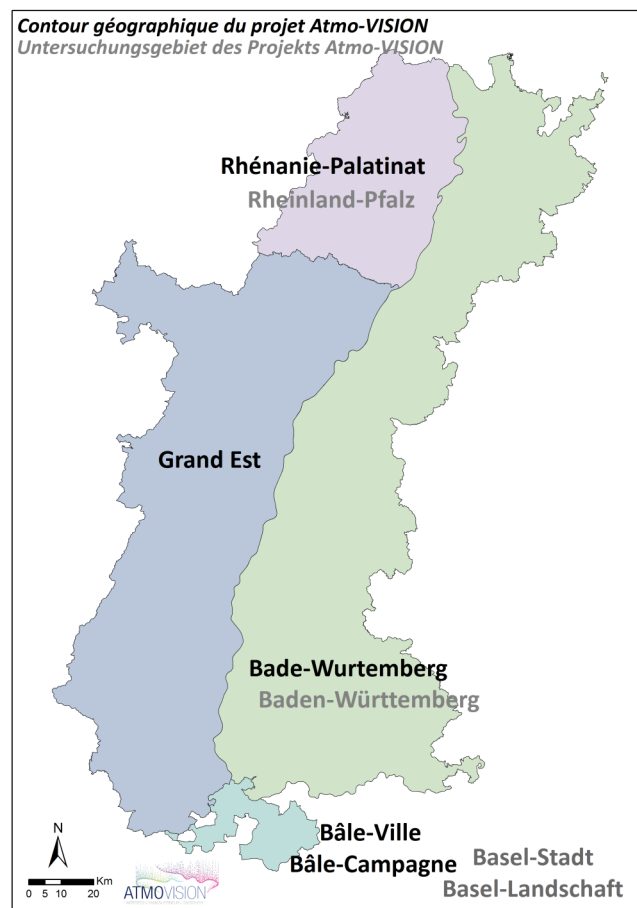 Contour géographique du projet Atmo-VISION
Untersuchungsgebiet des Projekts Atmo-VISION
Rhénanie-Palatinat
Rheinland-Pfalz
Grand Est
Bade-Wurtemberg
Baden-Württemberg
Bâle-Ville
Bâle-Campagne
Basel-Stadt
Basel-Landschaft
N
0 5 10 20 Km
ATMOVISION